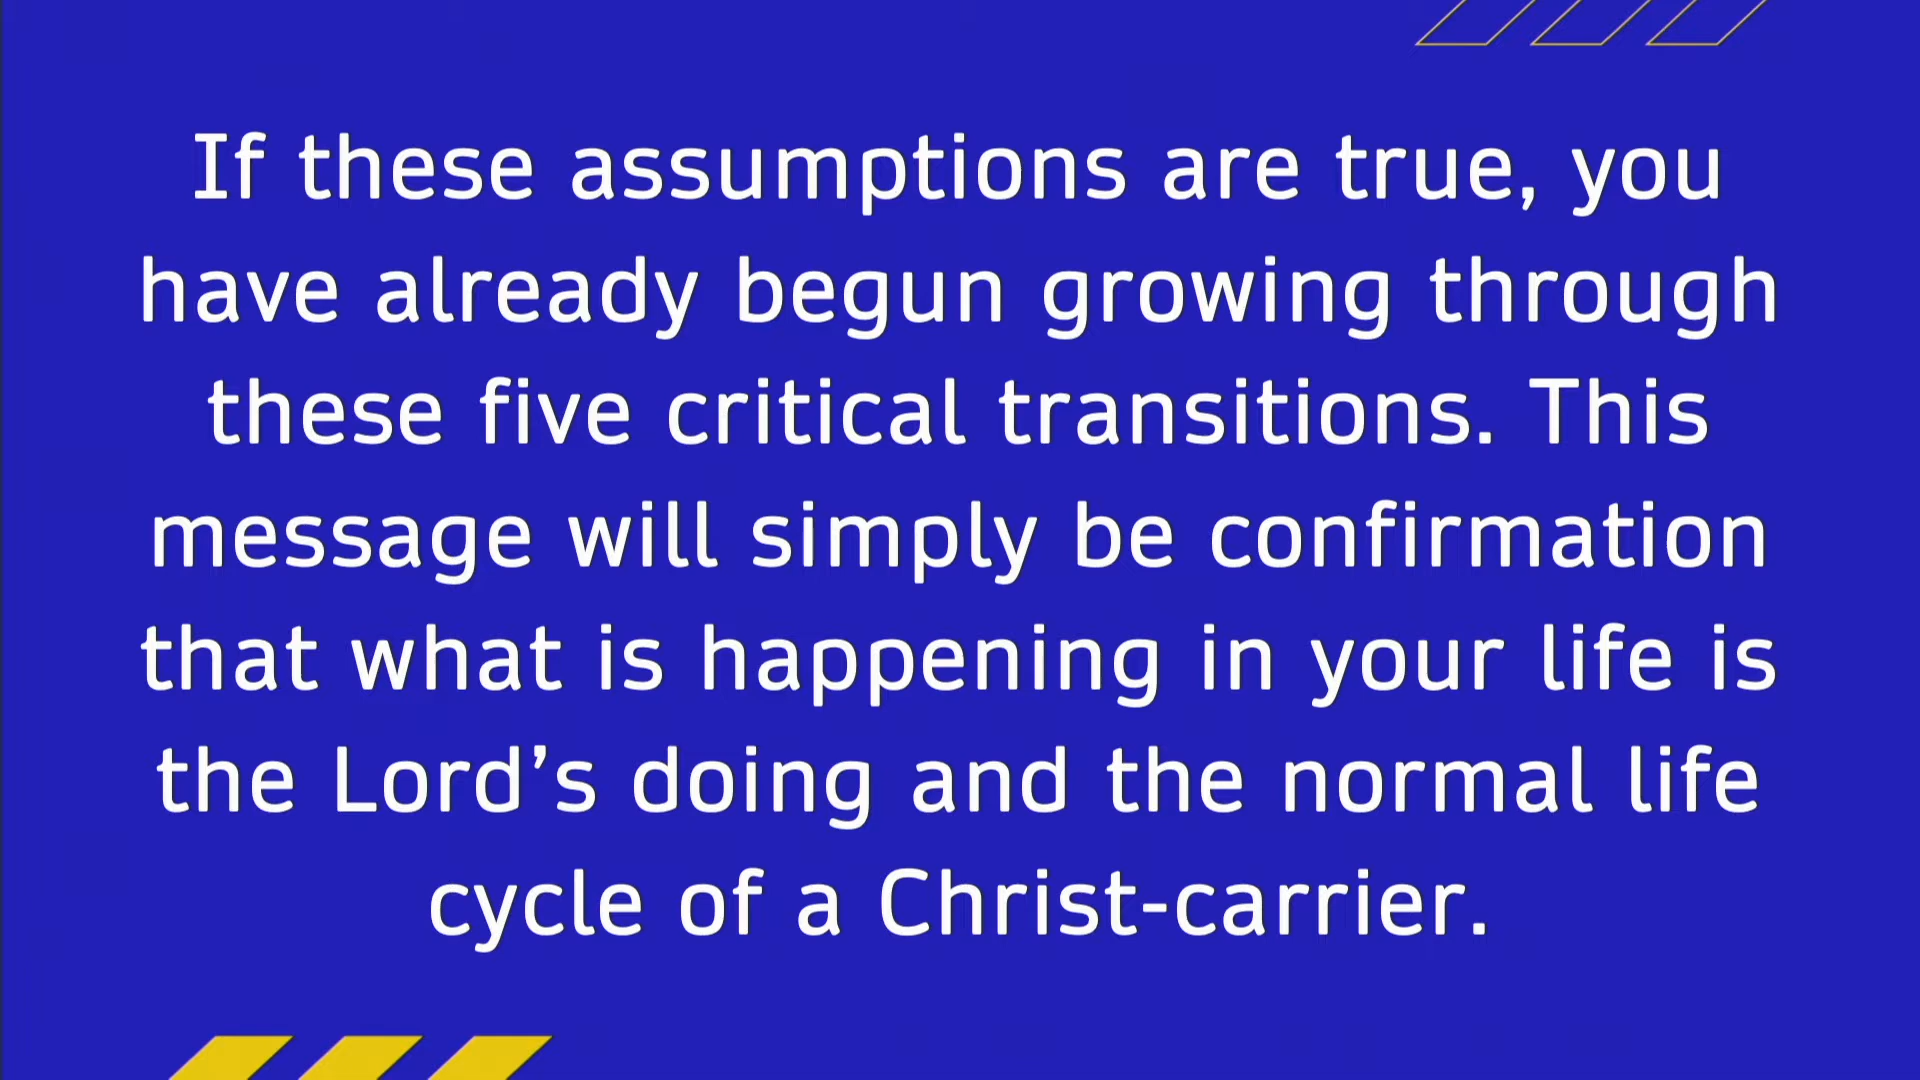 If these assumptions are true, you
have already begun growing through
these five critical transitions. This
message will simply be confirmation
that what is happening in your life is
the Lord’s doing and the normal life
cycle of a Christ-carrier.